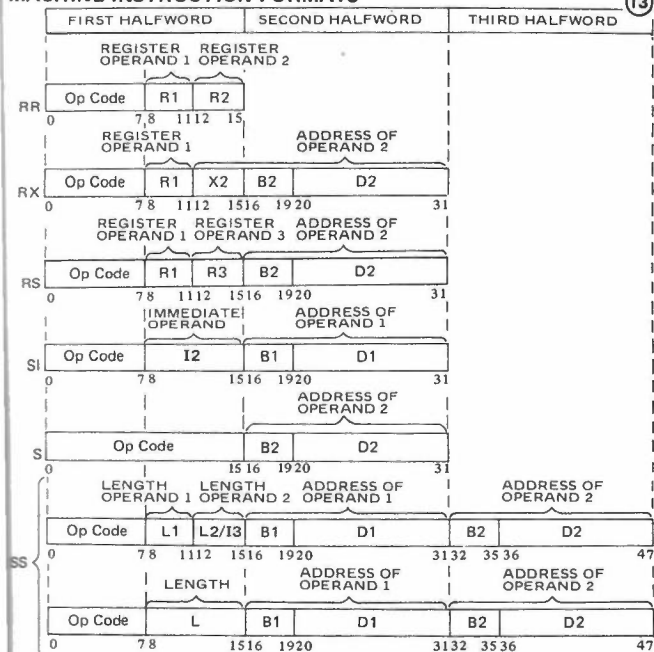 MACHINE INSTRUCTION FORMATS
13
FIRST HALFWORD SECOND HALFWORD THIRD HALFWORD
REGISTER REGISTER
OPERAND 1 OPERAND 2
RR Op Code R1 R2
0 7 8 11 12 15
REGISTER ADDRESS OF
OPERAND 1 OPERAND 2
RX Op Code R1 X2 B2 D2
0 7 8 11 12 15 16 19 20 31
REGISTER REGISTER ADDRESS OF
OPERAND 1 OPERAND 3 OPERAND 2
RS Op Code R1 R3 B2 D2
0 7 8 11 12 15 16 19 20 31
IMMEDIATE ADDRESS OF
OPERAND OPERAND 1
SI Op Code I2 B1 D1
0 7 8 15 16 19 20 31
ADDRESS OF
OPERAND 2
S Op Code B2 D2
0 15 16 19 20 31
LENGTH LENGTH ADDRESS OF ADDRESS OF
OPERAND 1 OPERAND 2 OPERAND 1 OPERAND 2
Op Code L1 L2/I3 B1 D1 B2 D2
0 7 8 11 12 15 16 19 20 31 32 35 36 47
SS
LENGTH ADDRESS OF ADDRESS OF
OPERAND 1 OPERAND 2
Op Code L B1 D1 B2 D2
0 7 8 15 16 19 20 31 32 35 36 47